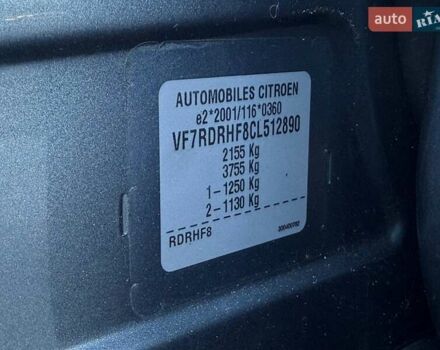 auto RIA
AUTOMOBILES CITROEN
e2*2001/116*0360
VF7RDRHF8CL512890
2155 Kg
3755 Kg
1-1250 Kg
2-1130 Kg
RDRHF8